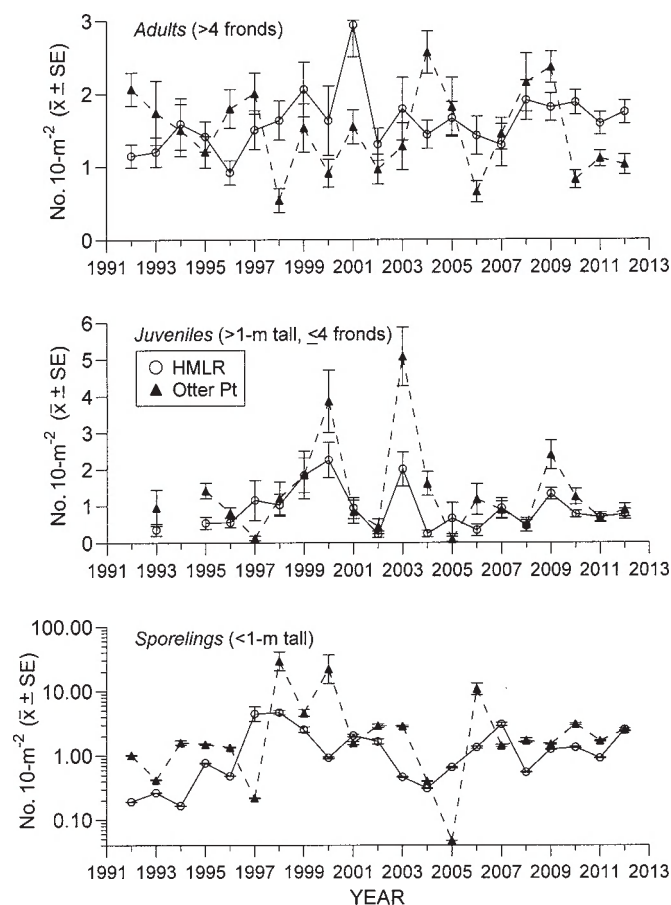 Adults (>4 fronds)
No. 10-m⁻² (x̄ ± SE)
3
2
1
0
1991 1993 1995 1997 1999 2001 2003 2005 2007 2009 2011 2013
Juveniles (>1-m tall, ≤4 fronds)
HMLR
Otter Pt
No. 10-m⁻² (x̄ ± SE)
6
5
4
3
2
1
0
1991 1993 1995 1997 1999 2001 2003 2005 2007 2009 2011 2013
Sporelings (<1-m tall)
No. 10-m⁻² (x̄ ± SE)
100.00
10.00
1.00
0.10
1991 1993 1995 1997 1999 2001 2003 2005 2007 2009 2011 2013
YEAR